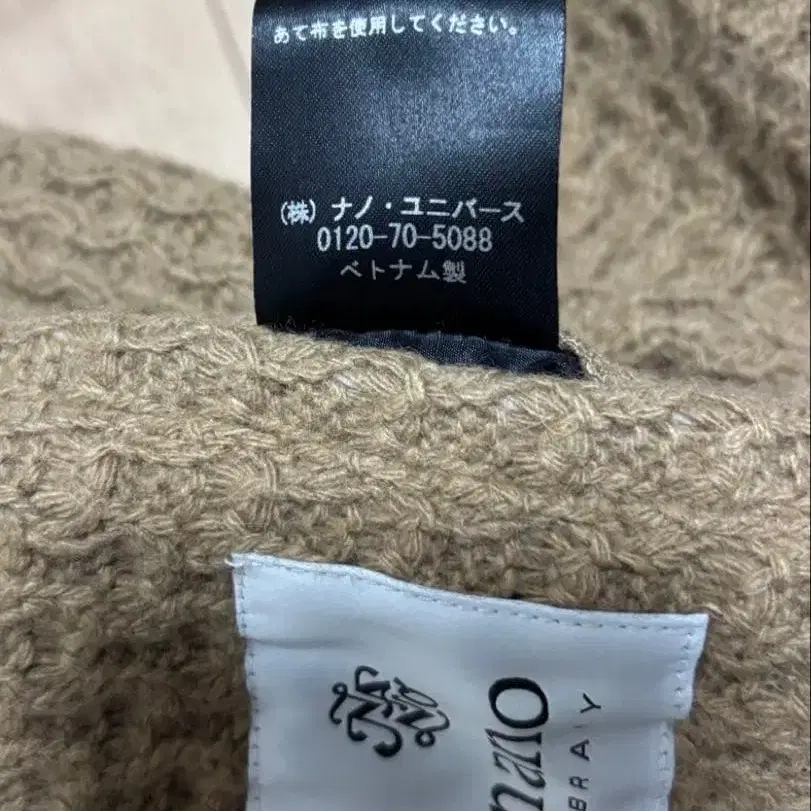 あて布を使用してください。
(株) ナノ・ユニバース
0120-70-5088
ベトナム製
nano